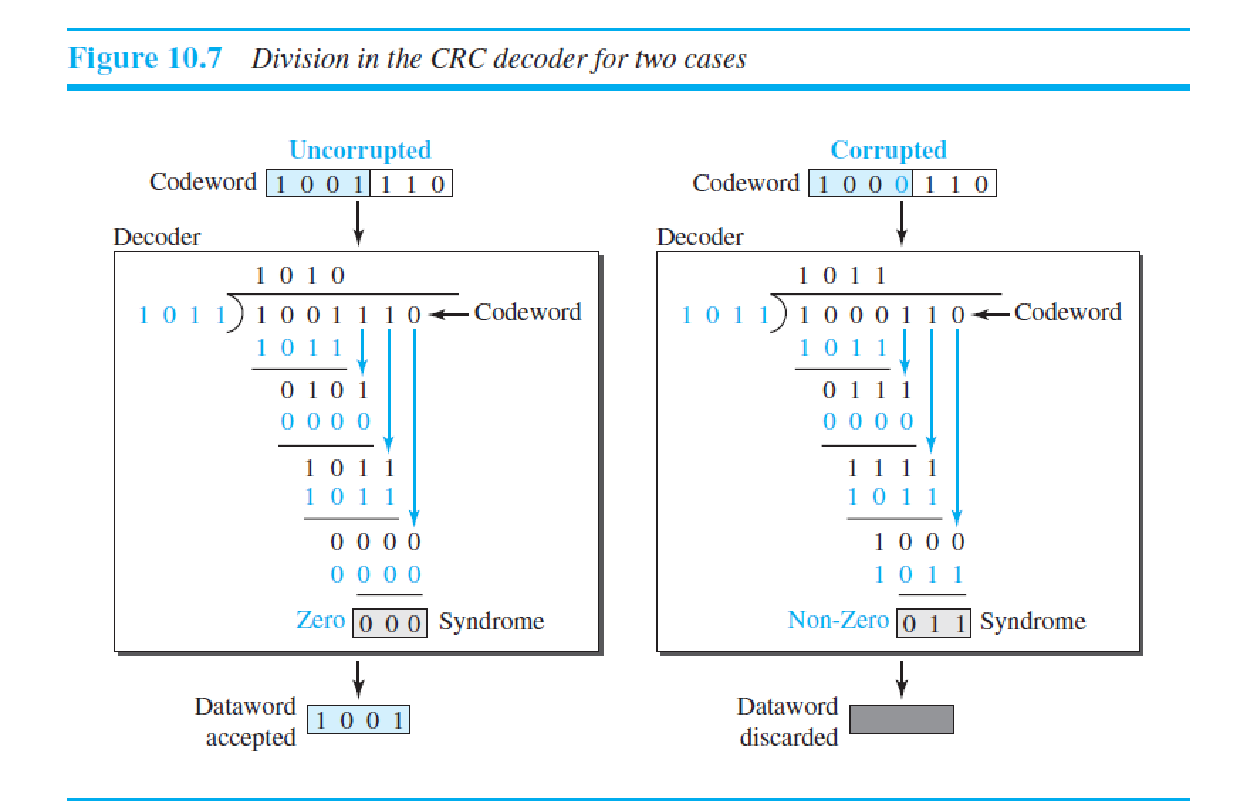 Figure 10.7 Division in the CRC decoder for two cases
Uncorrupted
Codeword 1 0 0 1 1 1 0
Decoder
1 0 1 0
1 0 1 1 ) 1 0 0 1 1 1 0 Codeword
1 0 1 1
0 1 0 1
0 0 0 0
1 0 1 1
1 0 1 1
0 0 0 0
0 0 0 0
Zero 0 0 0 Syndrome
Dataword
accepted
1 0 0 1
Corrupted
Codeword 1 0 0 0 1 1 0
Decoder
1 0 1 1
1 0 1 1 ) 1 0 0 0 1 1 0 Codeword
1 0 1 1
0 1 1 1
0 0 0 0
1 1 1 1
1 0 1 1
1 0 0 0
1 0 1 1
Non-Zero 0 1 1 Syndrome
Dataword
discarded